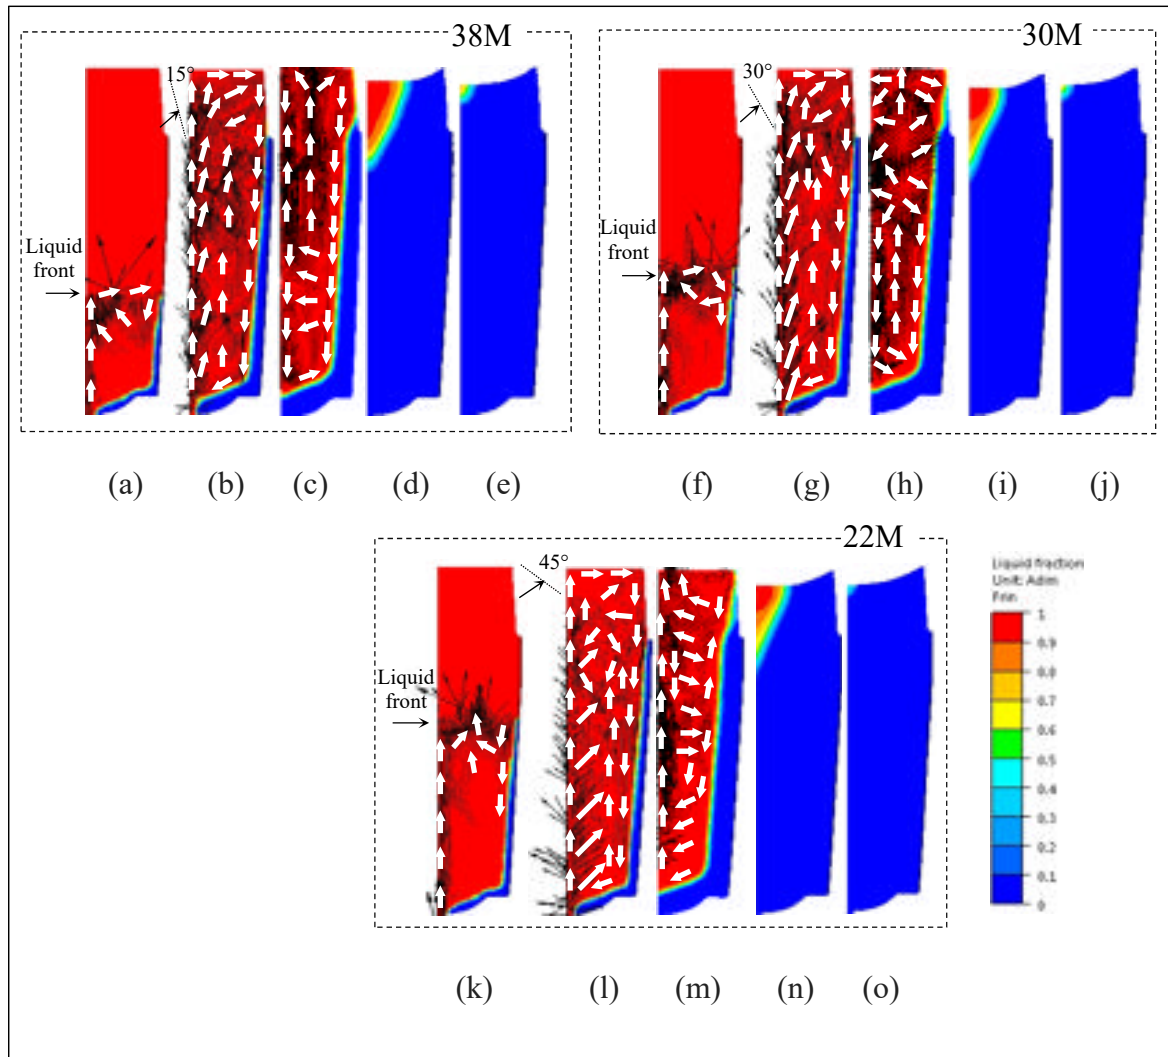 38M
30M
15°
30°
Liquid
front
Liquid
front
(a)
(b)
(c)
(d)
(e)
(f)
(g)
(h)
(i)
(j)
22M
45°
Liquid
front
Liquid fraction
Unit: Adim
1
0.9
0.8
0.7
0.6
0.5
0.4
0.3
0.2
0.1
0
(k)
(l)
(m)
(n)
(o)